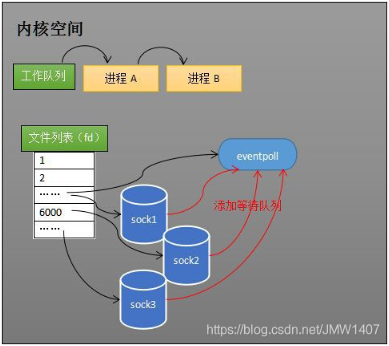 内核空间
工作队列
进程 A
进程 B
文件列表（fd）
1
2
……
6000
……
eventpoll
添加等待队列
sock1
sock2
sock3
https://blog.csdn.net/JMW1407